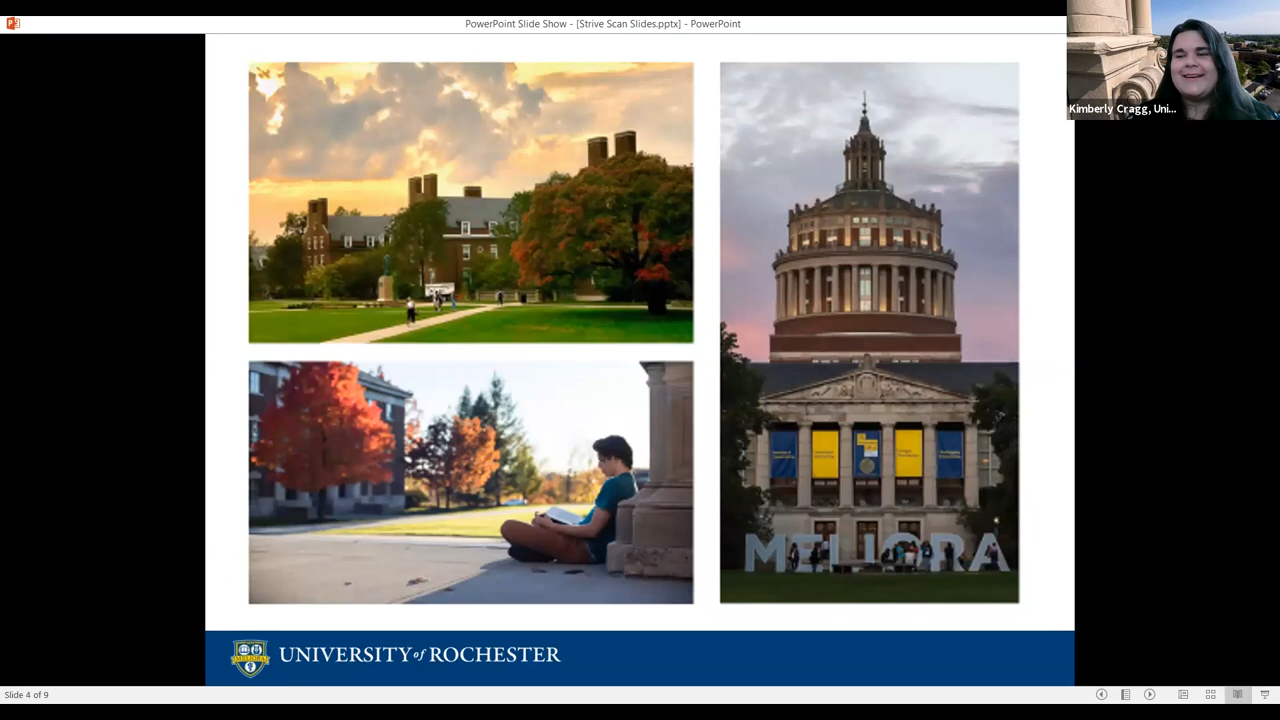 PowerPoint Slide Show - [Strive Scan Slides.pptx] - PowerPoint
Kimberly Cragg, Uni...
MELIORA
MELIORA
UNIVERSITY of ROCHESTER
Slide 4 of 9